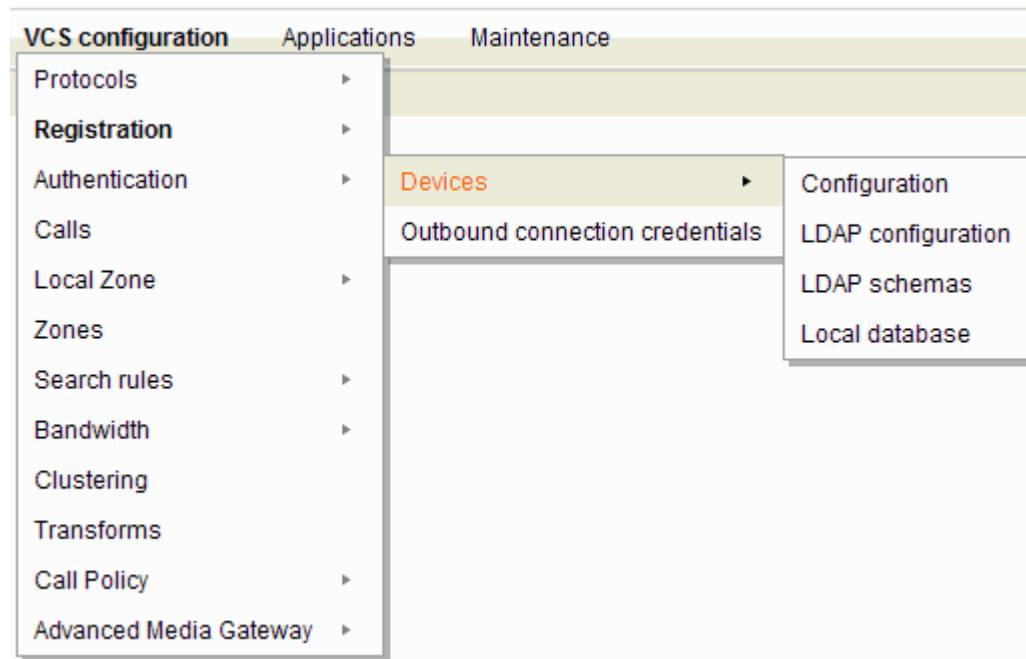 VCS configuration Applications Maintenance
Protocols
Registration
Authentication
Calls
Local Zone
Zones
Search rules
Bandwidth
Clustering
Transforms
Call Policy
Advanced Media Gateway
Devices
Outbound connection credentials
Configuration
LDAP configuration
LDAP schemas
Local database